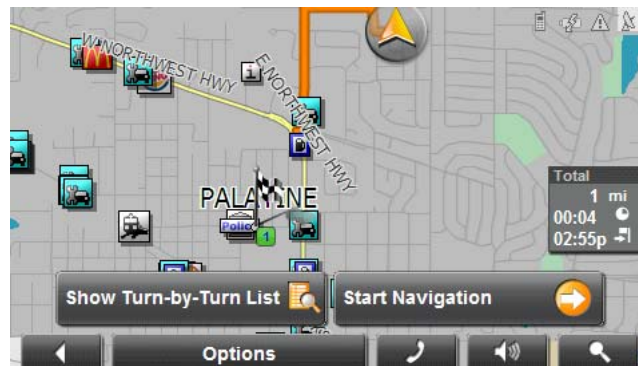 W NORTHWEST HWY
E NORTHWEST HWY
i
PALATINE
Police
1
Total
1 mi
00:04
02:55p
Show Turn-by-Turn List
Start Navigation
Options